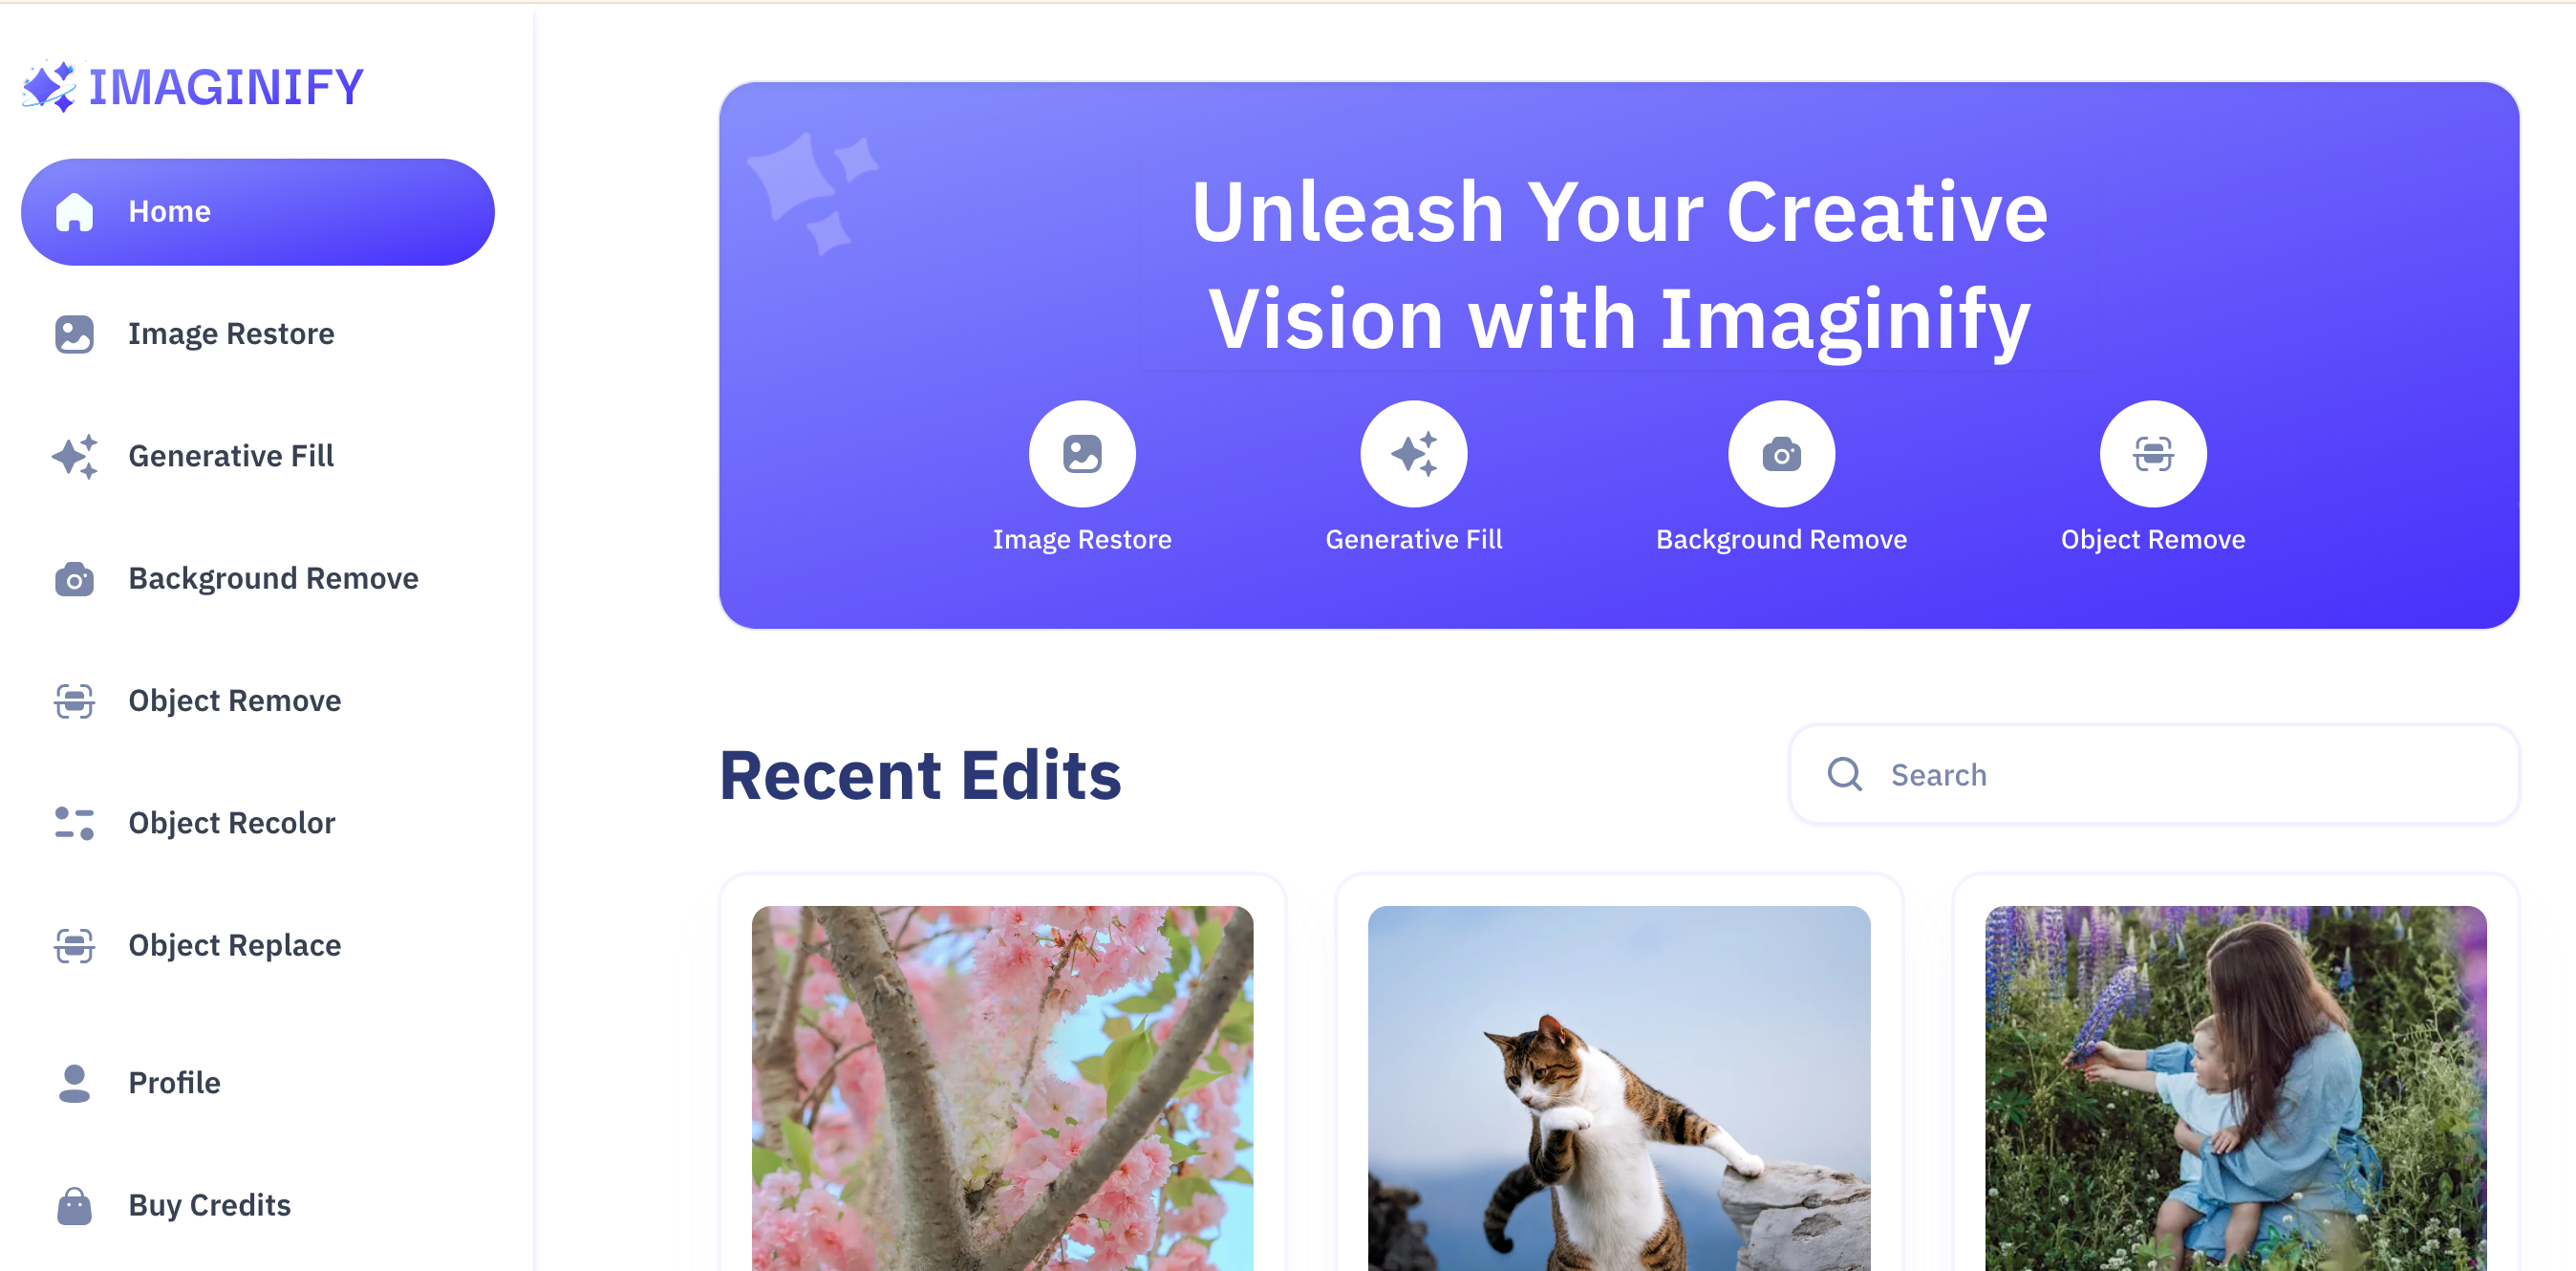 IMAGINIFY
Home
Image Restore
Generative Fill
Background Remove
Object Remove
Object Recolor
Object Replace
Profile
Buy Credits
Unleash Your Creative
Vision with Imaginify
Image Restore
Generative Fill
Background Remove
Object Remove
Recent Edits
Search